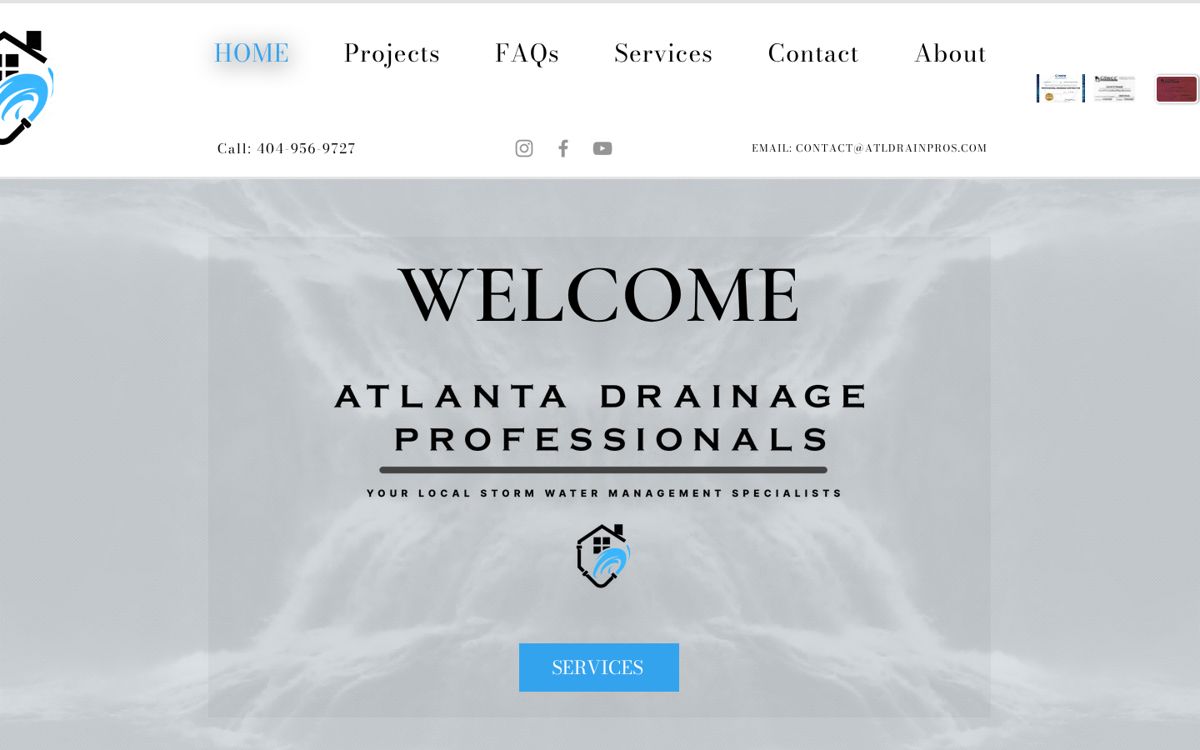 HOME Projects FAQs Services Contact About
Call: 404-956-9727
EMAIL: CONTACT@ATLDRAINPROS.COM
WELCOME
ATLANTA DRAINAGE
PROFESSIONALS
YOUR LOCAL STORM WATER MANAGEMENT SPECIALISTS
SERVICES